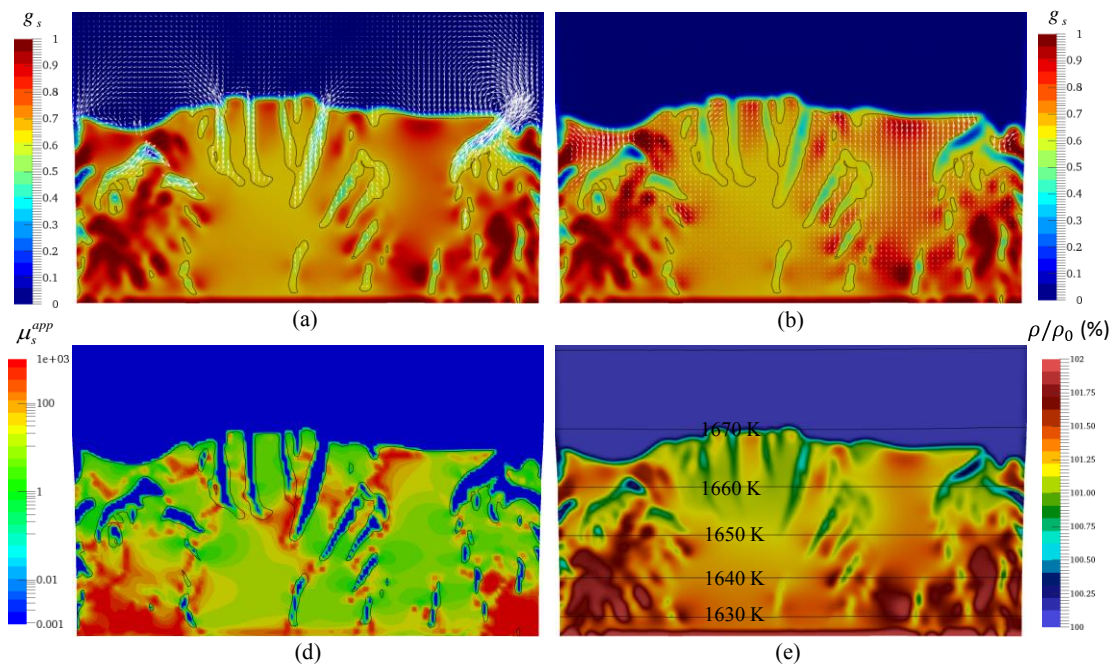 g_s
1
0.9
0.8
0.7
0.6
0.5
0.4
0.3
0.2
0.1
0
(a)
g_s
1
0.9
0.8
0.7
0.6
0.5
0.4
0.3
0.2
0.1
0
(b)
μ_s^app
1e+03
100
1
0.01
0.001
(d)
ρ/ρ₀ (%)
102
101.75
101.50
101.25
101.00
100.75
100.50
100.25
100
1670 K
1660 K
1650 K
1640 K
1630 K
(e)